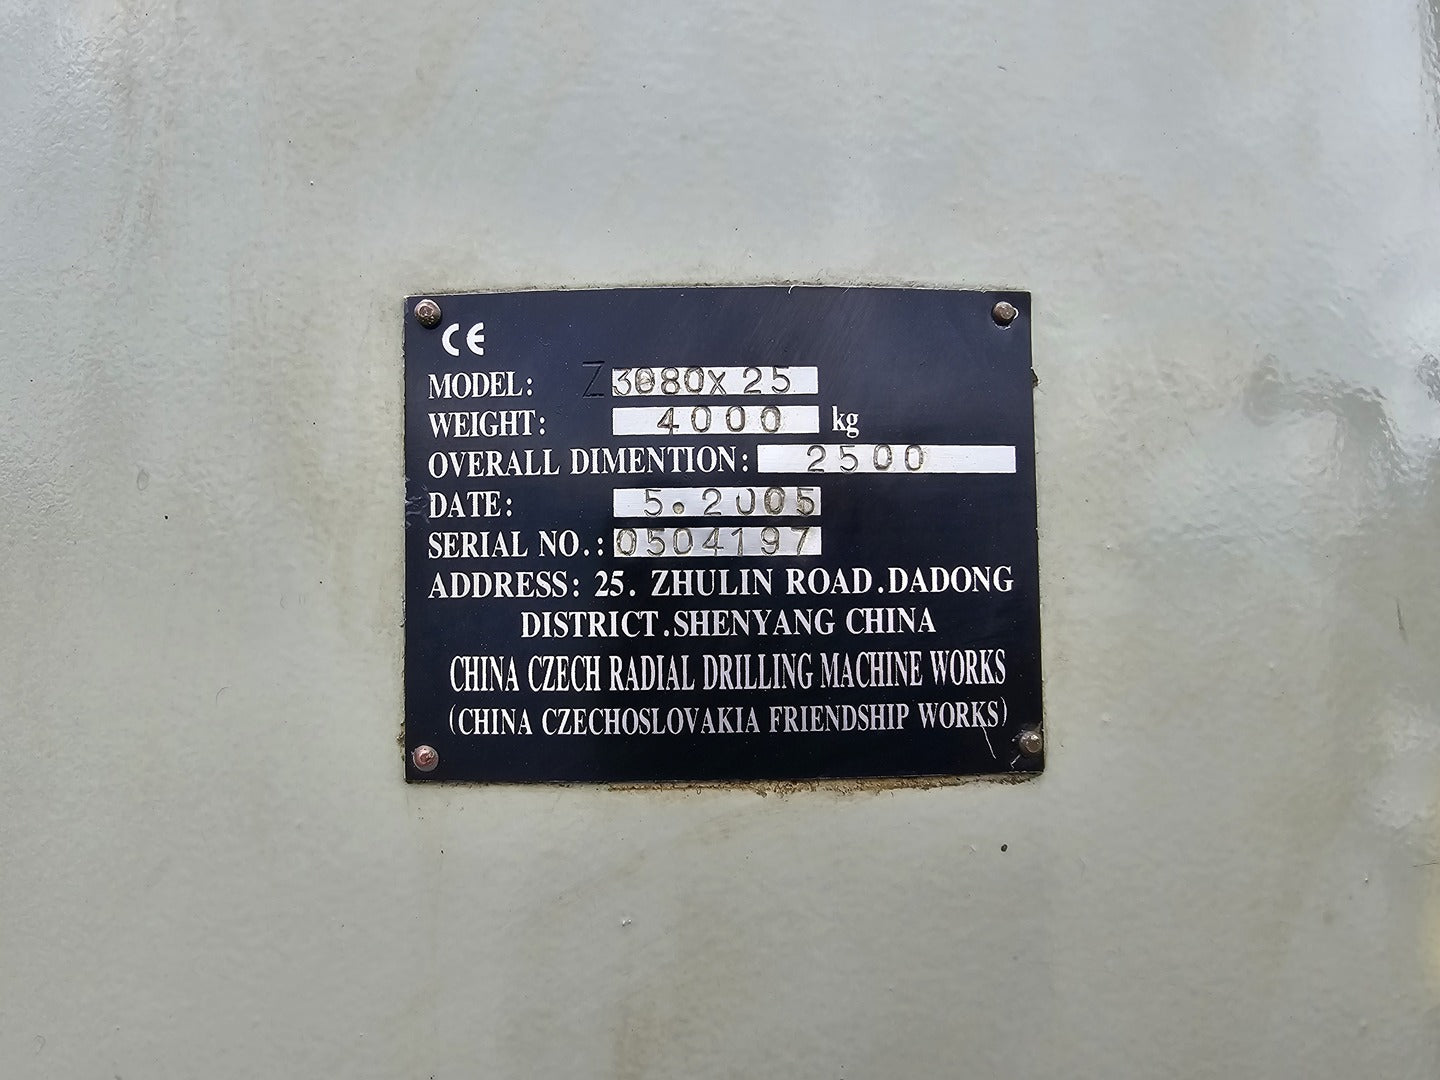 CE
MODEL: Z3080x25
WEIGHT: 4000 kg
OVERALL DIMENTION: 2500
DATE: 5.2005
SERIAL NO.: 0504197
ADDRESS: 25. ZHULIN ROAD.DADONG
DISTRICT.SHENYANG CHINA
CHINA CZECH RADIAL DRILLING MACHINE WORKS
(CHINA CZECHOSLOVAKIA FRIENDSHIP WORKS)